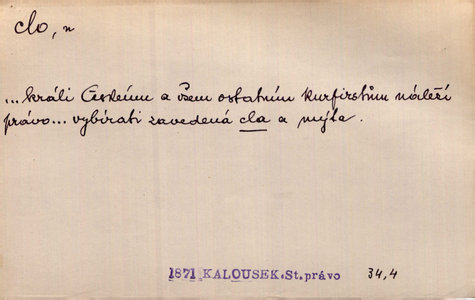 clo, n
...králi Českému a všem ostatním kurfirstům náleží
právo... vybírati zavedená cla a mýta.
1871 KALOUSEK.St.právo 34,4